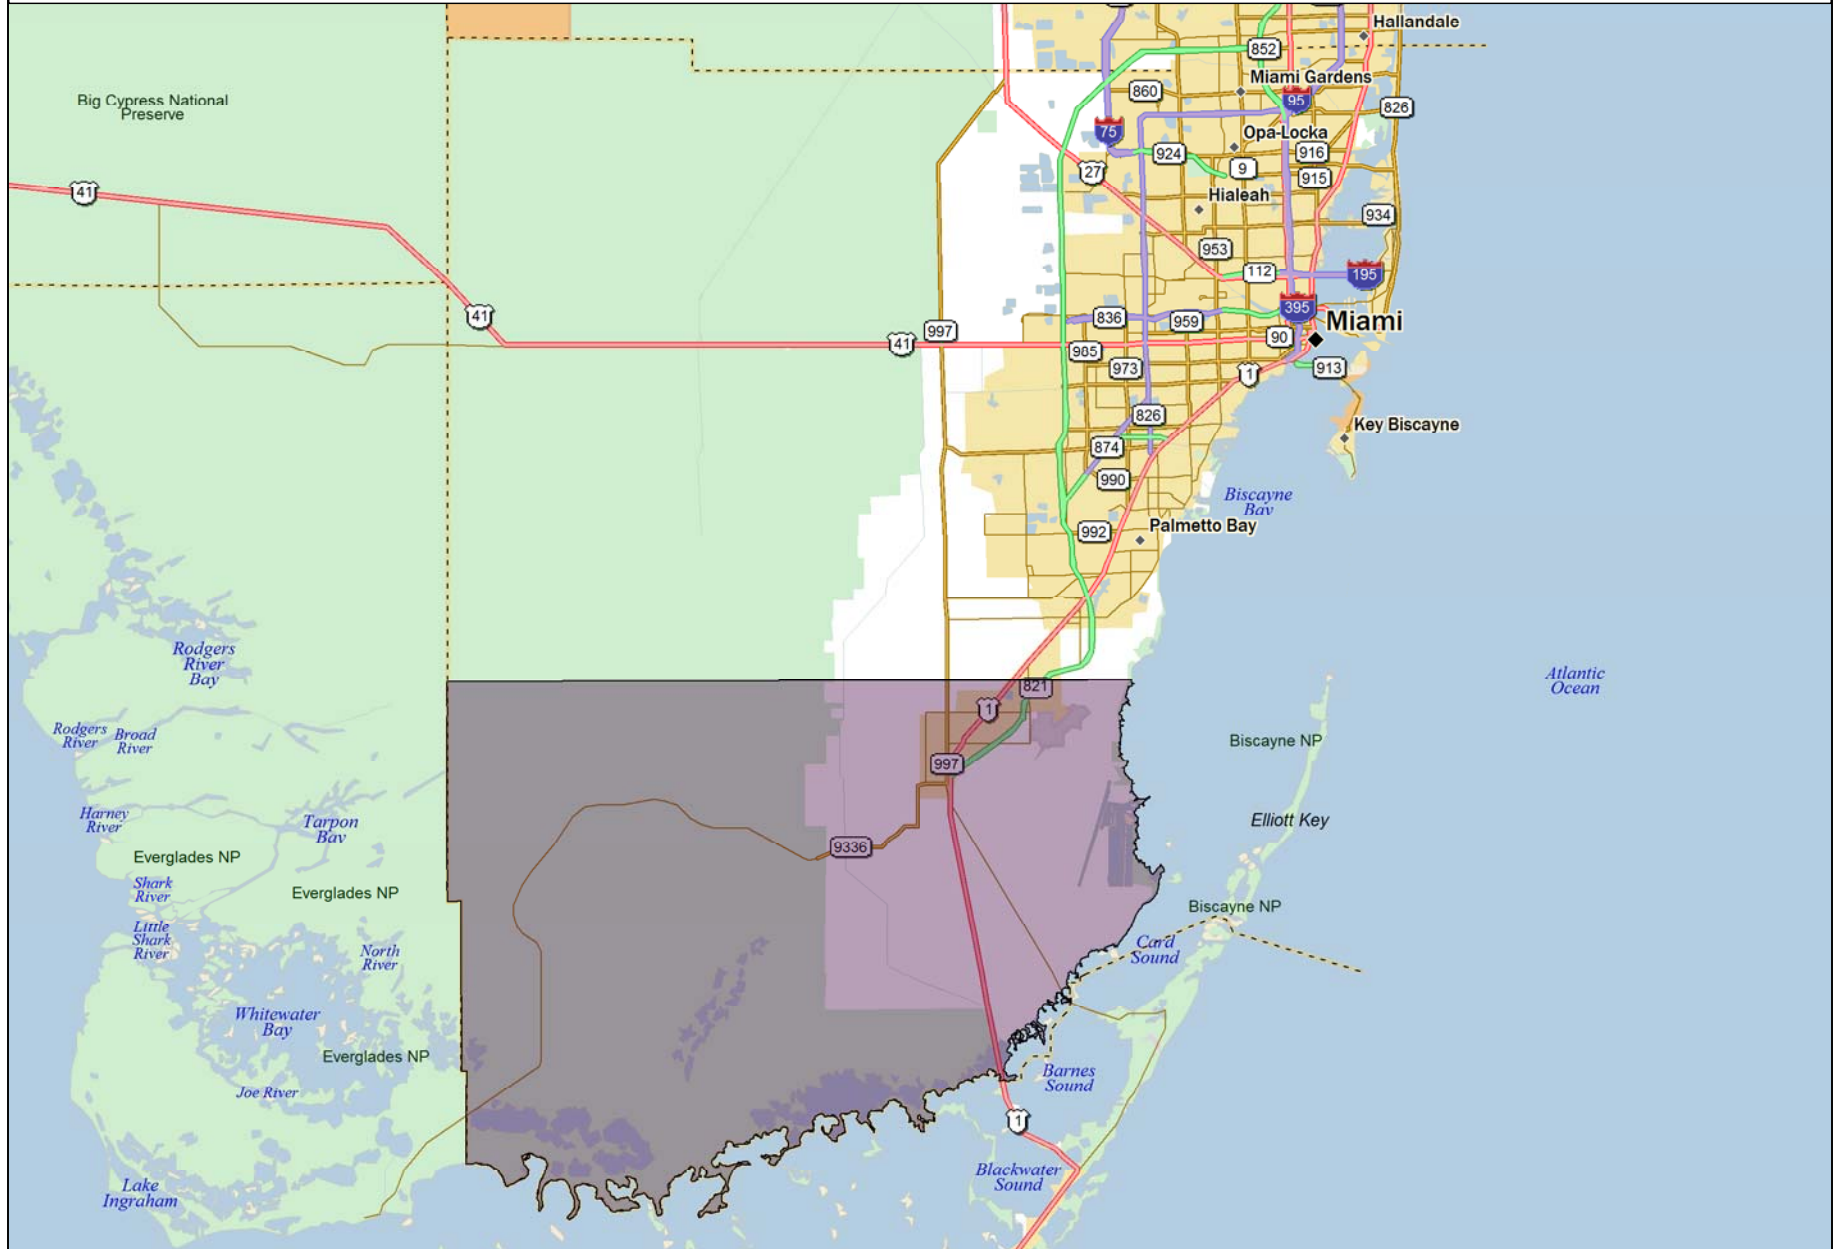 Hallandale
852
Miami Gardens
860
95
826
Big Cypress National
Preserve
75
Opa-Locka
924
916
9
27
915
41
Hialeah
934
953
112
195
395
41
836
959
Miami
997
41
90
985
973
913
1
826
Key Biscayne
874
990
Biscayne
Bay
992
Palmetto Bay
Rodgers
River
Bay
Atlantic
Ocean
821
1
Rodgers
River
Broad
River
Biscayne NP
997
Harney
River
Tarpon
Bay
Elliott Key
9336
Everglades NP
Shark
River
Everglades NP
Biscayne NP
Little
Shark
River
North
River
Card
Sound
Whitewater
Bay
Everglades NP
Barnes
Sound
Joe River
1
Blackwater
Sound
Lake
Ingraham